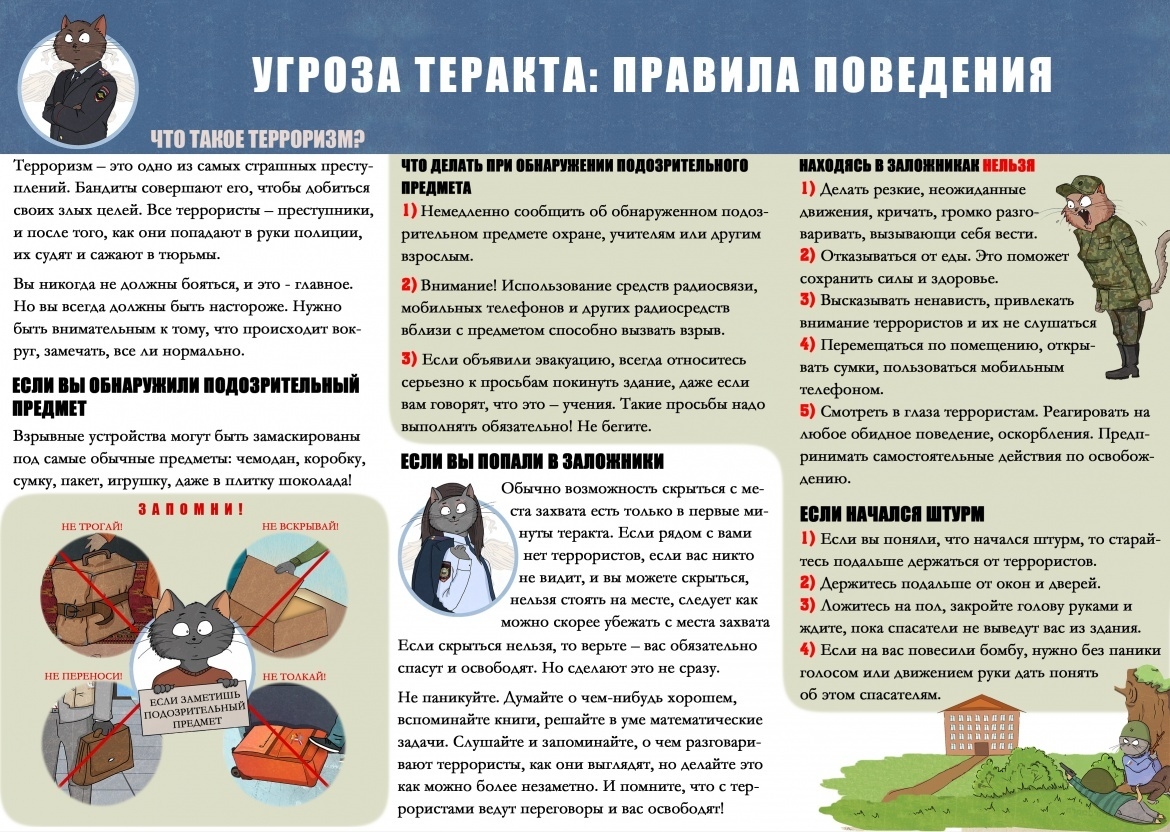 УГРОЗА ТЕРАКТА: ПРАВИЛА ПОВЕДЕНИЯ
ЧТО ТАКОЕ ТЕРРОРИЗМ?
Терроризм – это одно из самых страшных престу-
плений. Бандиты совершают его, чтобы добиться
своих злых целей. Все террористы – преступники,
и после того, как они попадают в руки полиции,
их судят и сажают в тюрьмы.
Вы никогда не должны бояться, и это - главное.
Но вы всегда должны быть настороже. Нужно
быть внимательным к тому, что происходит вок-
руг, замечать, все ли нормально.
ЕСЛИ ВЫ ОБНАРУЖИЛИ ПОДОЗРИТЕЛЬНЫЙ
ПРЕДМЕТ
Взрывные устройства могут быть замаскированы
под самые обычные предметы: чемодан, коробку,
сумку, пакет, игрушку, даже в плитку шоколада!
ЗАПОМНИ!
НЕ ТРОГАЙ!
НЕ ВСКРЫВАЙ!
НЕ ПЕРЕНОСИ!
НЕ ТОЛКАЙ!
ЕСЛИ ЗАМЕТИШЬ
ПОДОЗРИТЕЛЬНЫЙ
ПРЕДМЕТ
ЧТО ДЕЛАТЬ ПРИ ОБНАРУЖЕНИИ ПОДОЗРИТЕЛЬНОГО
ПРЕДМЕТА
1) Немедленно сообщить об обнаруженном подоз-
рительном предмете охране, учителям или другим
взрослым.
2) Внимание! Использование средств радиосвязи,
мобильных телефонов и других радиосредств
вблизи с предметом способно вызвать взрыв.
3) Если объявили эвакуацию, всегда относитесь
серьезно к просьбам покинуть здание, даже если
вам говорят, что это – учения. Такие просьбы надо
выполнять обязательно! Не бегите.
ЕСЛИ ВЫ ПОПАЛИ В ЗАЛОЖНИКИ
Обычно возможность скрыться с ме-
ста захвата есть только в первые ми-
нуты теракта. Если рядом с вами
нет террористов, если вас никто
не видит, и вы можете скрыться,
нельзя стоять на месте, следует как
можно скорее убежать с места захвата
Если скрыться нельзя, то верьте – вас обязательно
спасут и освободят. Но сделают это не сразу.
Не паникуйте. Думайте о чем-нибудь хорошем,
вспоминайте книги, решайте в уме математические
задачи. Слушайте и запоминайте, о чем разговари-
вают террористы, как они выглядят, но делайте это
как можно более незаметно. И помните, что с тер-
рористами ведут переговоры и вас освободят!
НАХОДЯСЬ В ЗАЛОЖНИКАК НЕЛЬЗЯ
1) Делать резкие, неожиданные
движения, кричать, громко разго-
варивать, вызывающи себя вести.
2) Отказываться от еды. Это поможет
сохранить силы и здоровье.
3) Высказывать ненависть, привлекать
внимание террористов и их не слушаться
4) Перемещаться по помещению, откры-
вать сумки, пользоваться мобильным
телефоном.
5) Смотреть в глаза террористам. Реагировать на
любое обидное поведение, оскорбления. Предп-
ринимать самостоятельные действия по освобож-
дению.
ЕСЛИ НАЧАЛСЯ ШТУРМ
1) Если вы поняли, что начался штурм, то старай-
тесь подальше держаться от террористов.
2) Держитесь подальше от окон и дверей.
3) Ложитесь на пол, закройте голову руками и
ждите, пока спасатели не выведут вас из здания.
4) Если на вас повесили бомбу, нужно без паники
голосом или движением руки дать понять
об этом спасателям.